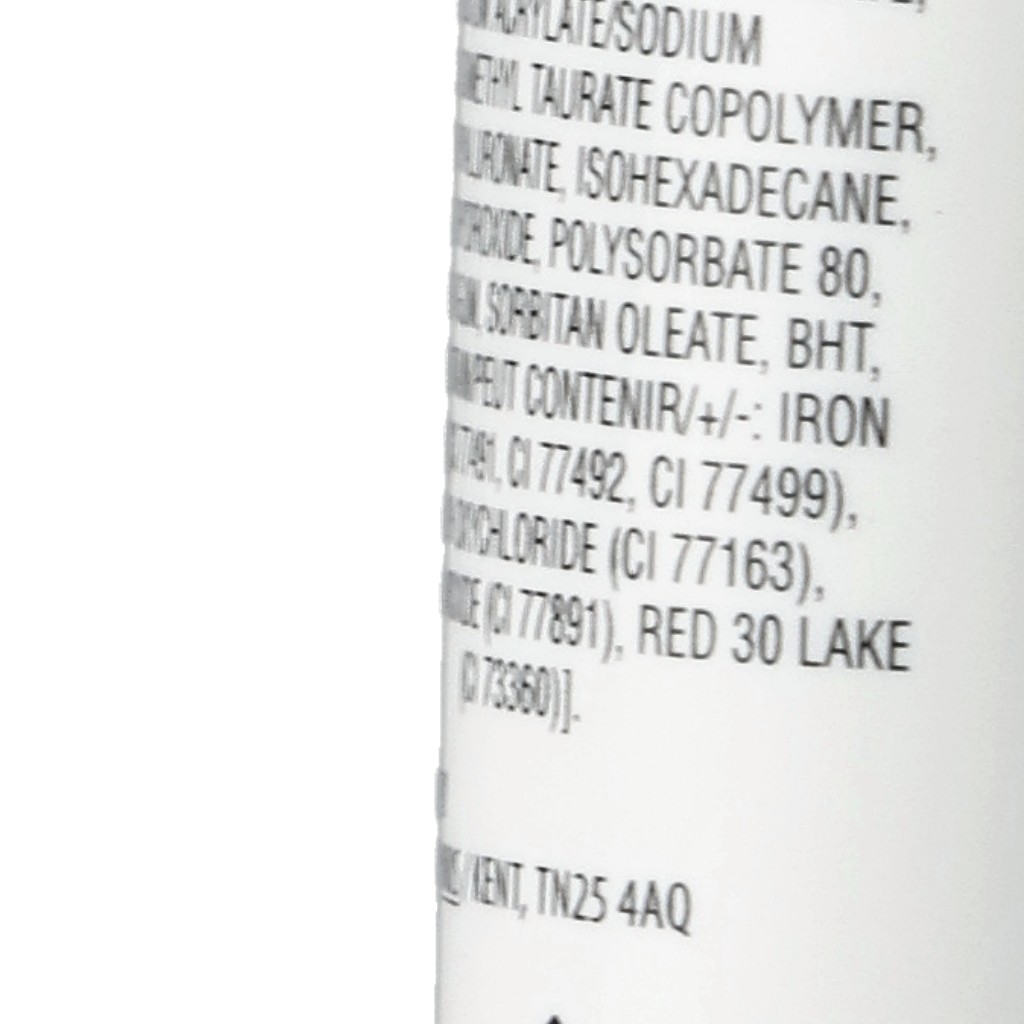 ACRYLATE/SODIUM
TAURATE COPOLYMER,
ISOHEXADECANE,
POLYSORBATE 80,
SORBITAN OLEATE, BHT,
PEUT CONTENIR/+/-: IRON
CI 77492, CI 77499),
(CI 77163),
(CI 77891), RED 30 LAKE
(CI 73360)].
KENT, TN25 4AQ